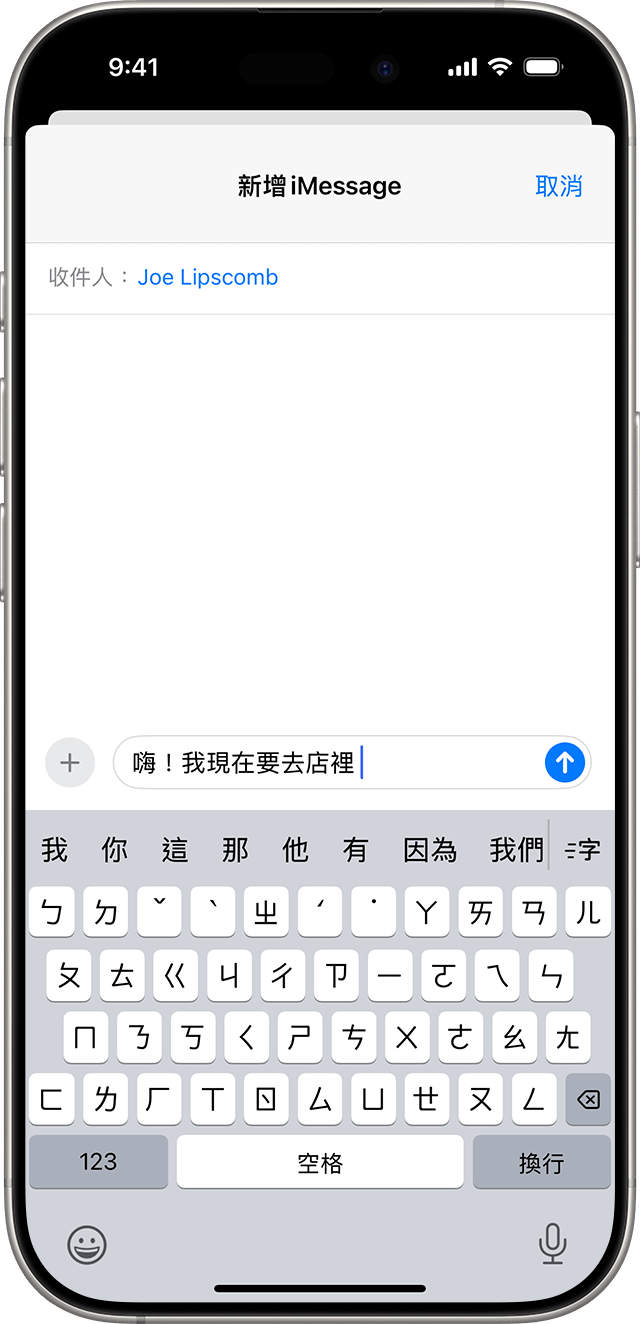 9:41
新增 iMessage
取消
收件人：Joe Lipscomb
嗨！我現在要去店裡
我 你 這 那 他 有 因為 我們 字
ㄅ ㄉ ˇ ˋ ㄓ ˊ ˙ ㄚ ㄞ ㄢ ㄦ
ㄆ ㄊ ㄍ ㄐ ㄔ ㄗ ㄧ ㄛ ㄟ ㄣ
ㄇ ㄋ ㄎ ㄑ ㄕ ㄘ ㄨ ㄜ ㄠ ㄤ
ㄈ ㄌ ㄏ ㄒ ㄖ ㄙ ㄩ ㄝ ㄡ ㄥ
123 空格 換行